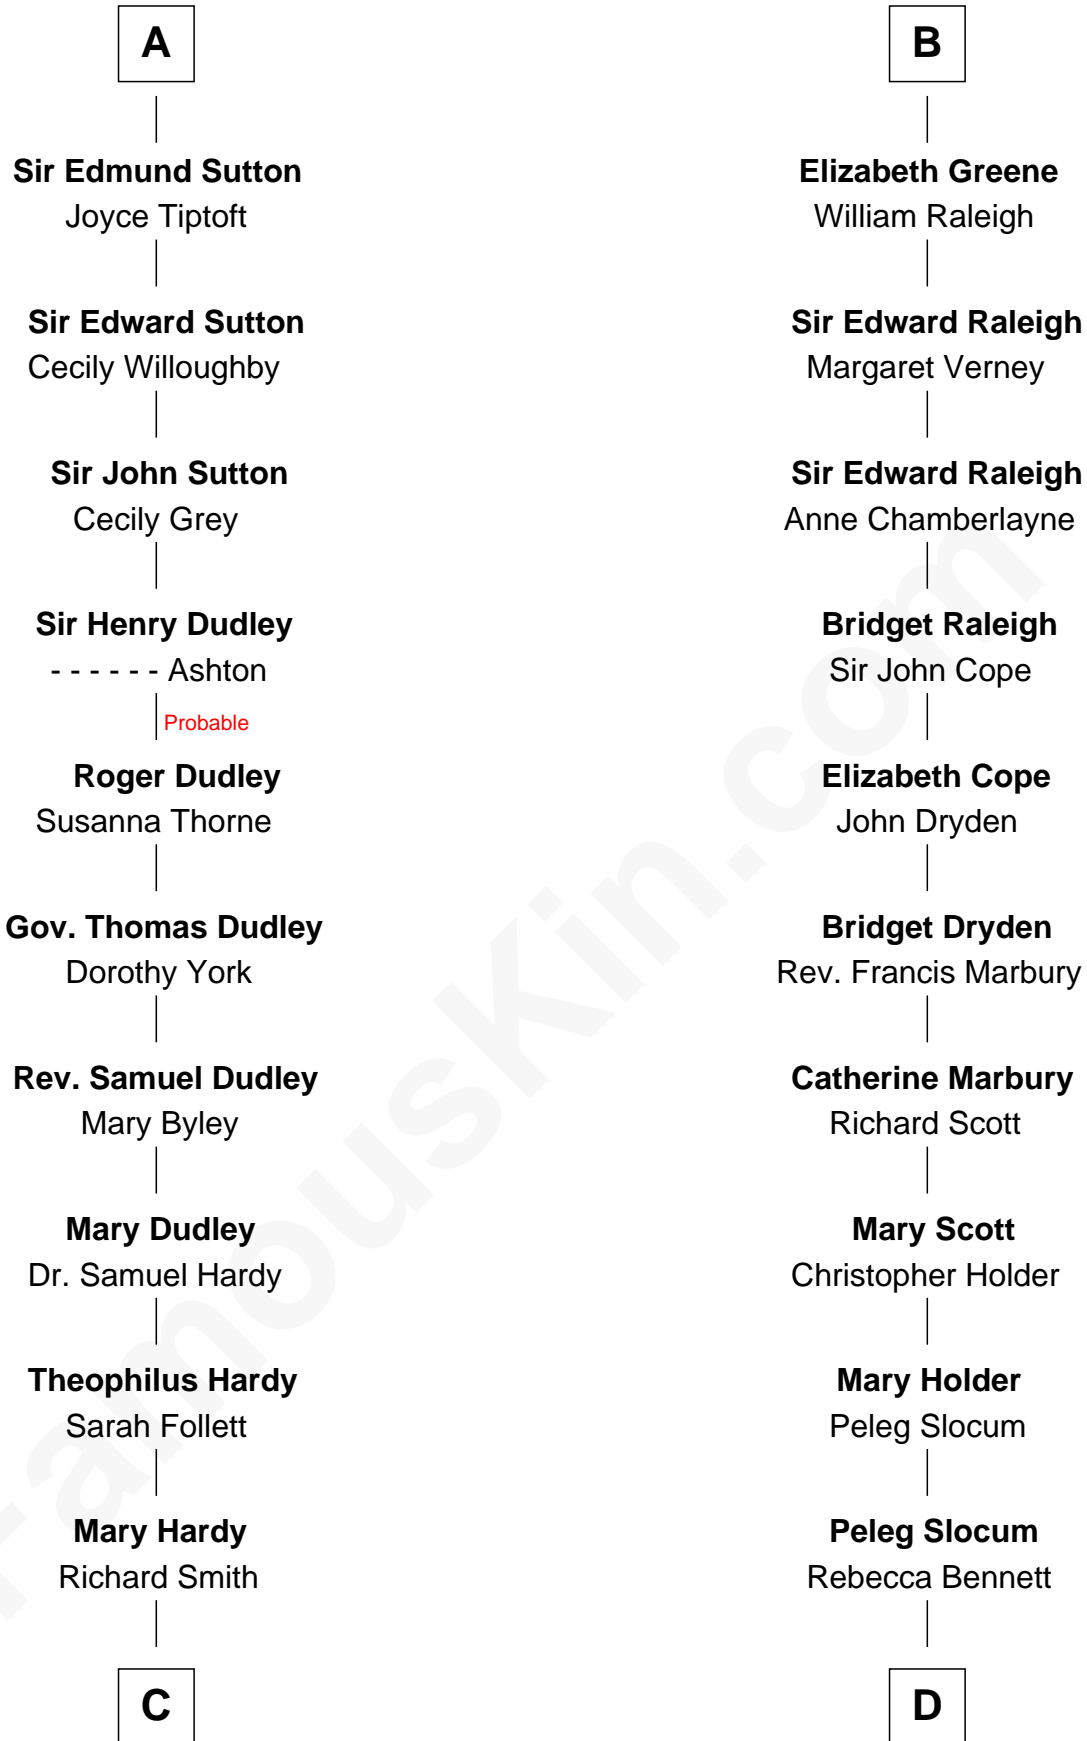 A
Sir Edmund Sutton
Joyce Tiptoft
Sir Edward Sutton
Cecily Willoughby
Sir John Sutton
Cecily Grey
Sir Henry Dudley
- - - - - - Ashton
Probable
Roger Dudley
Susanna Thorne
Gov. Thomas Dudley
Dorothy York
Rev. Samuel Dudley
Mary Byley
Mary Dudley
Dr. Samuel Hardy
Theophilus Hardy
Sarah Follett
Mary Hardy
Richard Smith
C
B
Elizabeth Greene
William Raleigh
Sir Edward Raleigh
Margaret Verney
Sir Edward Raleigh
Anne Chamberlayne
Bridget Raleigh
Sir John Cope
Elizabeth Cope
John Dryden
Bridget Dryden
Rev. Francis Marbury
Catherine Marbury
Richard Scott
Mary Scott
Christopher Holder
Mary Holder
Peleg Slocum
Peleg Slocum
Rebecca Bennett
D
FamousKin.com